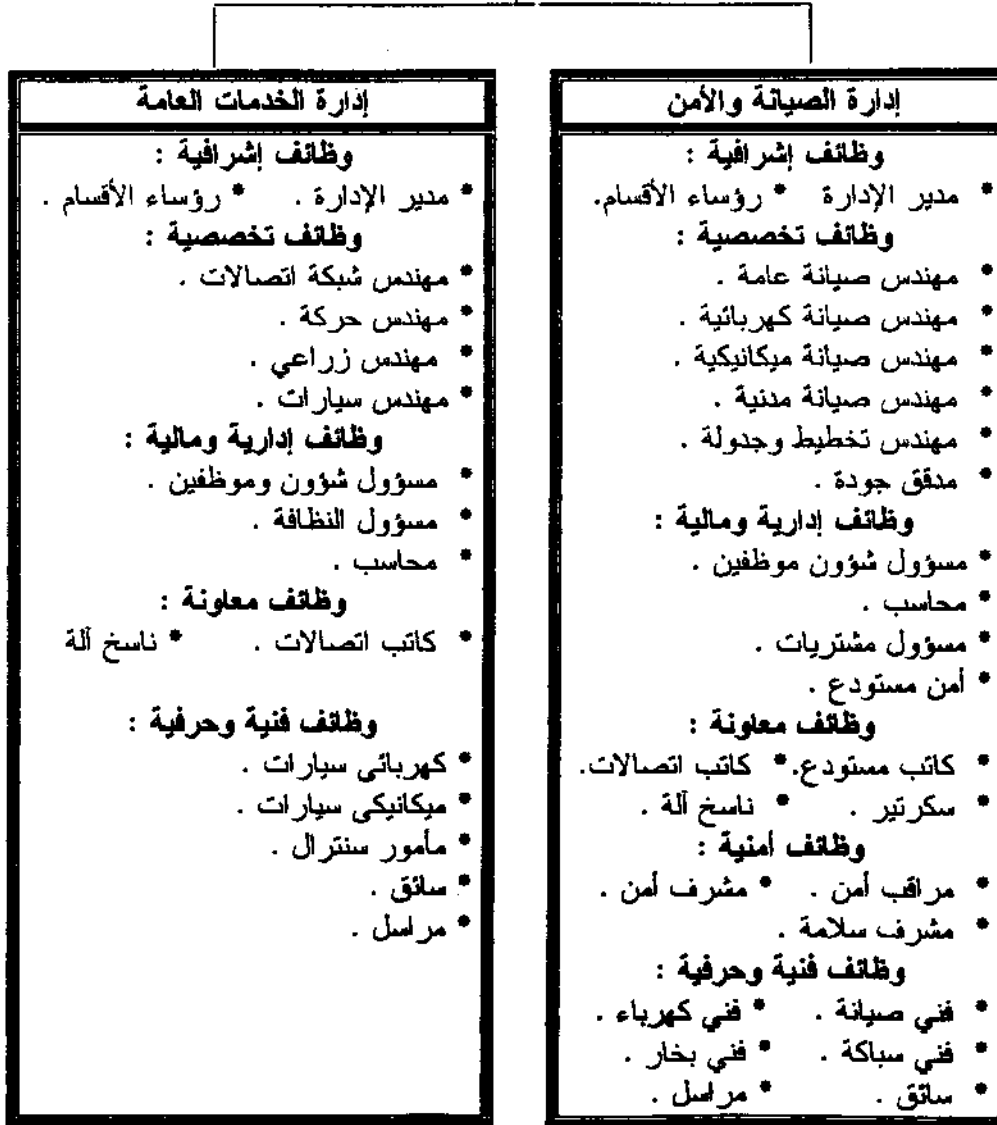 إدارة الصيانة والأمن
وظائف إشرافية :
* مدير الإدارة * رؤساء الأقسام.
وظائف تخصصية :
* مهندس صيانة عامة .
* مهندس صيانة كهربائية .
* مهندس صيانة ميكانيكية .
* مهندس صيانة مدنية .
* مهندس تخطيط وجدولة .
* مدقق جودة .
وظائف إدارية ومالية :
* مسؤول شؤون موظفين .
* محاسب .
* مسؤول مشتريات .
* أمن مستودع .
وظائف معاونة :
* كاتب مستودع. * كاتب اتصالات.
* سكرتير . * ناسخ آلة .
وظائف أمنية :
* مراقب أمن . * مشرف أمن .
* مشرف سلامة .
وظائف فنية وحرفية :
* فني صيانة . * فني كهرباء .
* فني سباكة . * فني بخار .
* سائق . * مراسل .
إدارة الخدمات العامة
وظائف إشرافية :
* مدير الإدارة . * رؤساء الأقسام .
وظائف تخصصية :
* مهندس شبكة اتصالات .
* مهندس حركة .
* مهندس زراعي .
* مهندس سيارات .
وظائف إدارية ومالية :
* مسؤول شؤون وموظفين .
* مسؤول النظافة .
* محاسب .
وظائف معاونة :
* كاتب اتصالات . * ناسخ آلة
وظائف فنية وحرفية :
* كهربائى سيارات .
* ميكانيكى سيارات .
* مأمور سنترال .
* سائق .
* مراسل .